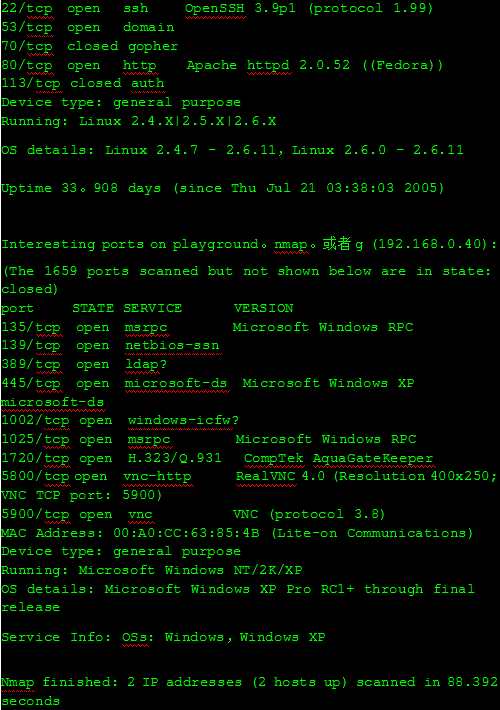 22/tcp open ssh OpenSSH 3.9p1 (protocol 1.99)
53/tcp open domain
70/tcp closed gopher
80/tcp open http Apache httpd 2.0.52 ((Fedora))
113/tcp closed auth
Device type: general purpose
Running: Linux 2.4.X|2.5.X|2.6.X
OS details: Linux 2.4.7 - 2.6.11, Linux 2.6.0 - 2.6.11
Uptime 33。908 days (since Thu Jul 21 03:38:03 2005)
Interesting ports on playground。nmap。或者g (192.168.0.40):
(The 1659 ports scanned but not shown below are in state:
closed)
port STATE SERVICE VERSION
135/tcp open msrpc Microsoft Windows RPC
139/tcp open netbios-ssn
389/tcp open ldap?
445/tcp open microsoft-ds Microsoft Windows XP
microsoft-ds
1002/tcp open windows-icfw?
1025/tcp open msrpc Microsoft Windows RPC
1720/tcp open H.323/Q.931 CompTek AquaGateKeeper
5800/tcp open vnc-http RealVNC 4.0 (Resolution 400x250;
VNC TCP port: 5900)
5900/tcp open vnc VNC (protocol 3.8)
MAC Address: 00:A0:CC:63:85:4B (Lite-on Communications)
Device type: general purpose
Running: Microsoft Windows NT/2K/XP
OS details: Microsoft Windows XP Pro RC1+ through final
release
Service Info: OSs: Windows, Windows XP
Nmap finished: 2 IP addresses (2 hosts up) scanned in 88.392
seconds